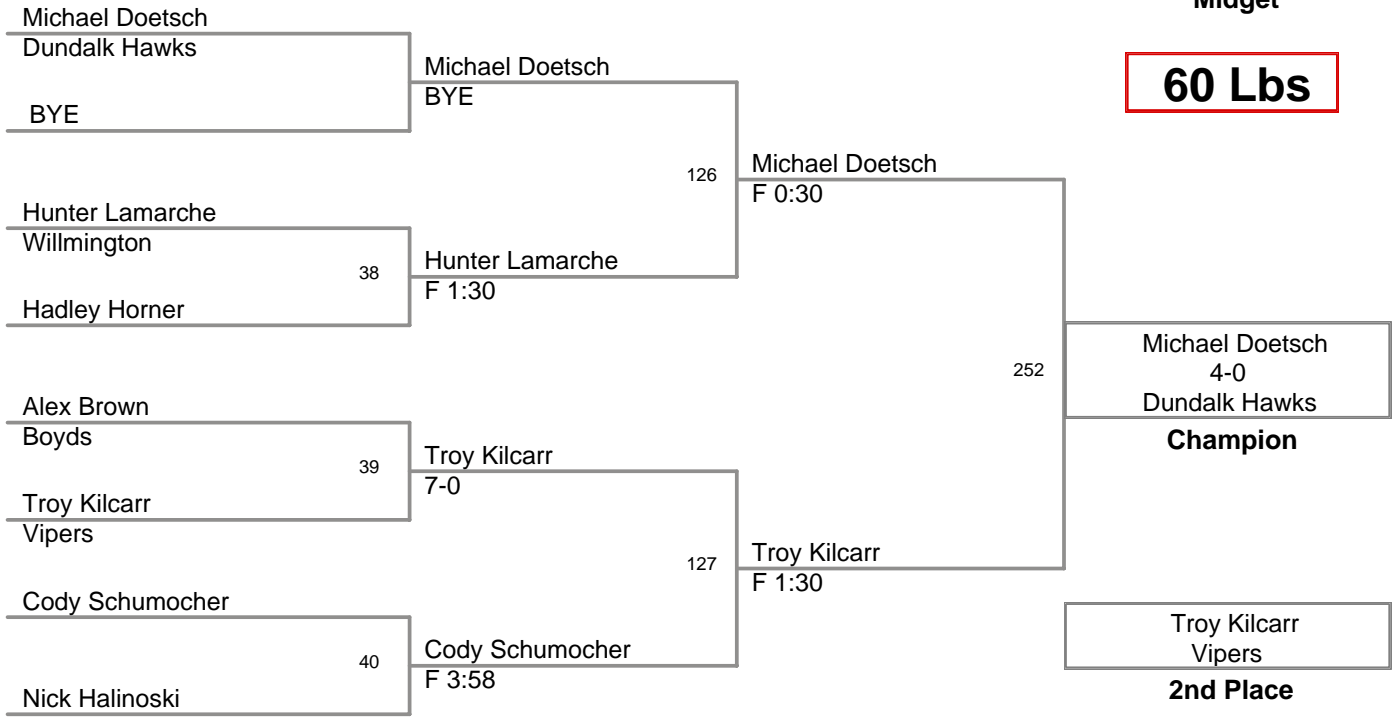 Midget
60 Lbs
Michael Doetsch
Dundalk Hawks
BYE
Hunter Lamarche
Willmington
38
Hadley Horner
Alex Brown
Boyds
39
Troy Kilcarr
Vipers
Cody Schumocher
40
Nick Halinoski
Michael Doetsch
BYE
126
Hunter Lamarche
F 1:30
Troy Kilcarr
7-0
127
Cody Schumocher
F 3:58
Michael Doetsch
F 0:30
252
Troy Kilcarr
F 1:30
Michael Doetsch
4-0
Dundalk Hawks
Champion
Troy Kilcarr
Vipers
2nd Place